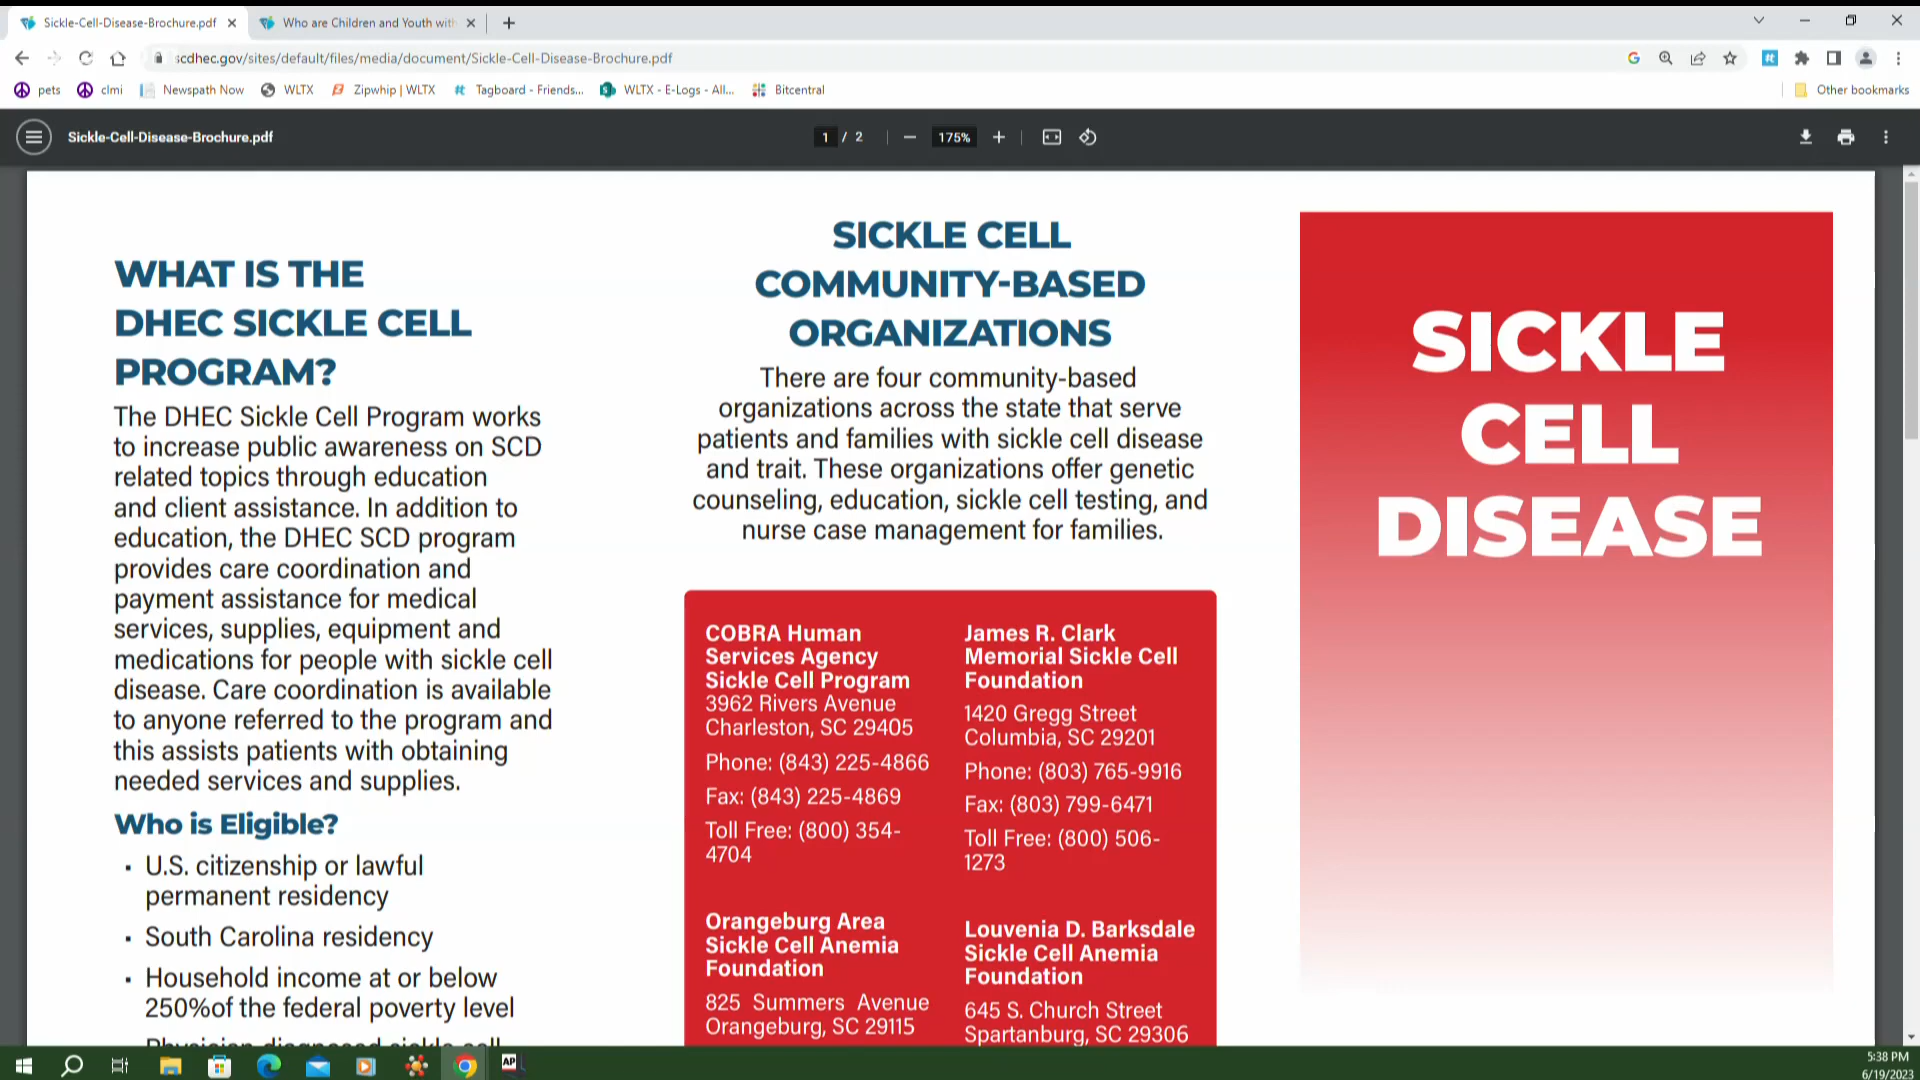 Sickle-Cell-Disease-Brochure.pdf
Who are Children and Youth with
scdhec.gov/sites/default/files/media/document/Sickle-Cell-Disease-Brochure.pdf
pets clmi Newspath Now WLTX Zipwhip | WLTX Tagboard - Friends... WLTX - E-Logs - All... Bitcentral Other bookmarks
Sickle-Cell-Disease-Brochure.pdf 1 / 2 175%
WHAT IS THE
DHEC SICKLE CELL
PROGRAM?
The DHEC Sickle Cell Program works
to increase public awareness on SCD
related topics through education
and client assistance. In addition to
education, the DHEC SCD program
provides care coordination and
payment assistance for medical
services, supplies, equipment and
medications for people with sickle cell
disease. Care coordination is available
to anyone referred to the program and
this assists patients with obtaining
needed services and supplies.
Who is Eligible?
▪ U.S. citizenship or lawful
permanent residency
▪ South Carolina residency
▪ Household income at or below
250%of the federal poverty level
Physician diagnosed sickle cell
SICKLE CELL
COMMUNITY-BASED
ORGANIZATIONS
There are four community-based
organizations across the state that serve
patients and families with sickle cell disease
and trait. These organizations offer genetic
counseling, education, sickle cell testing, and
nurse case management for families.
COBRA Human
Services Agency
Sickle Cell Program
3962 Rivers Avenue
Charleston, SC 29405
Phone: (843) 225-4866
Fax: (843) 225-4869
Toll Free: (800) 354-
4704
James R. Clark
Memorial Sickle Cell
Foundation
1420 Gregg Street
Columbia, SC 29201
Phone: (803) 765-9916
Fax: (803) 799-6471
Toll Free: (800) 506-
1273
Orangeburg Area
Sickle Cell Anemia
Foundation
825 Summers Avenue
Orangeburg, SC 29115
Louvenia D. Barksdale
Sickle Cell Anemia
Foundation
645 S. Church Street
Spartanburg, SC 29306
SICKLE
CELL
DISEASE
AP
5:38 PM
6/19/2023